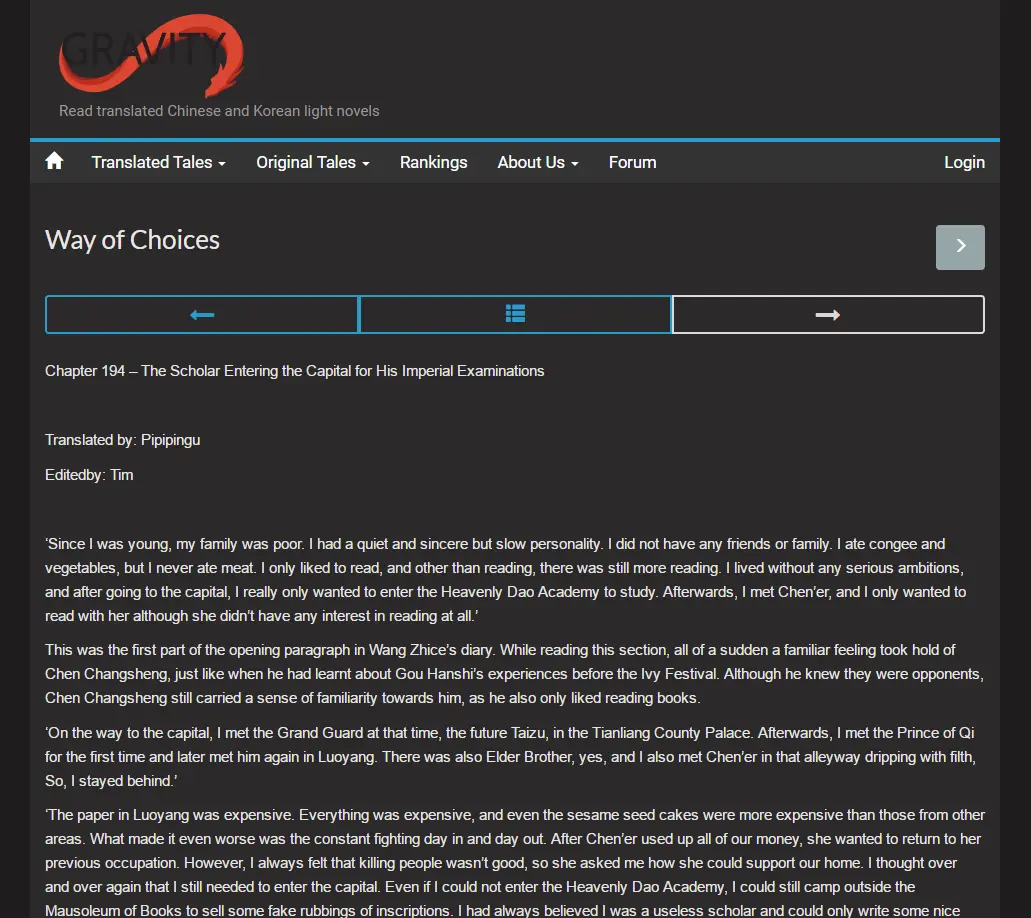 GRAVITY
Read translated Chinese and Korean light novels
Translated Tales
Original Tales
Rankings
About Us
Forum
Login
Way of Choices
Chapter 194 – The Scholar Entering the Capital for His Imperial Examinations
Translated by: Pipipingu
Editedby: Tim
‘Since I was young, my family was poor. I had a quiet and sincere but slow personality. I did not have any friends or family. I ate congee and
vegetables, but I never ate meat. I only liked to read, and other than reading, there was still more reading. I lived without any serious ambitions,
and after going to the capital, I really only wanted to enter the Heavenly Dao Academy to study. Afterwards, I met Chen’er, and I only wanted to
read with her although she didn’t have any interest in reading at all.’
This was the first part of the opening paragraph in Wang Zhice’s diary. While reading this section, all of a sudden a familiar feeling took hold of
Chen Changsheng, just like when he had learnt about Gou Hanshi’s experiences before the Ivy Festival. Although he knew they were opponents,
Chen Changsheng still carried a sense of familiarity towards him, as he also only liked reading books.
‘On the way to the capital, I met the Grand Guard at that time, the future Taizu, in the Tianliang County Palace. Afterwards, I met the Prince of Qi
for the first time and later met him again in Luoyang. There was also Elder Brother, yes, and I also met Chen’er in that alleyway dripping with filth,
So, I stayed behind.’
‘The paper in Luoyang was expensive. Everything was expensive, and even the sesame seed cakes were more expensive than those from other
areas. What made it even worse was the constant fighting day in and day out. After Chen’er used up all of our money, she wanted to return to her
previous occupation. However, I always felt that killing people wasn’t good, so she asked me how she could support our home. I thought over
and over again that I still needed to enter the capital. Even if I could not enter the Heavenly Dao Academy, I could still camp outside the
Mausoleum of Books to sell some fake rubbings of inscriptions. I had always believed I was a useless scholar and could only write some nice